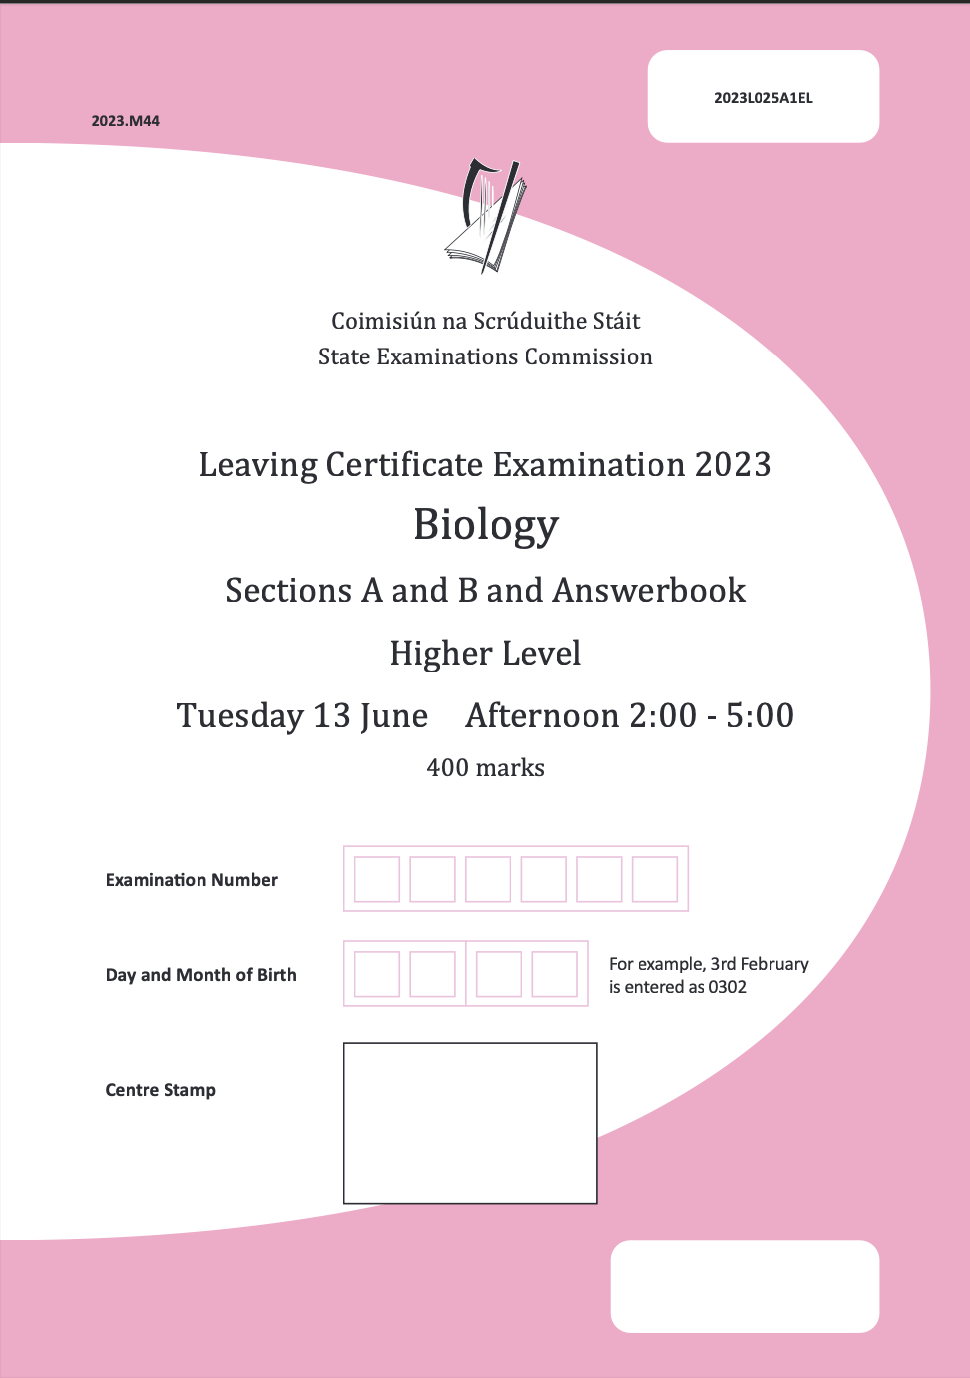 2023L025A1EL
2023.M44
Coimisiún na Scrúduithe Stáit
State Examinations Commission
Leaving Certificate Examination 2023
Biology
Sections A and B and Answerbook
Higher Level
Tuesday 13 June Afternoon 2:00 - 5:00
400 marks
Examination Number
Day and Month of Birth
For example, 3rd February
is entered as 0302
Centre Stamp